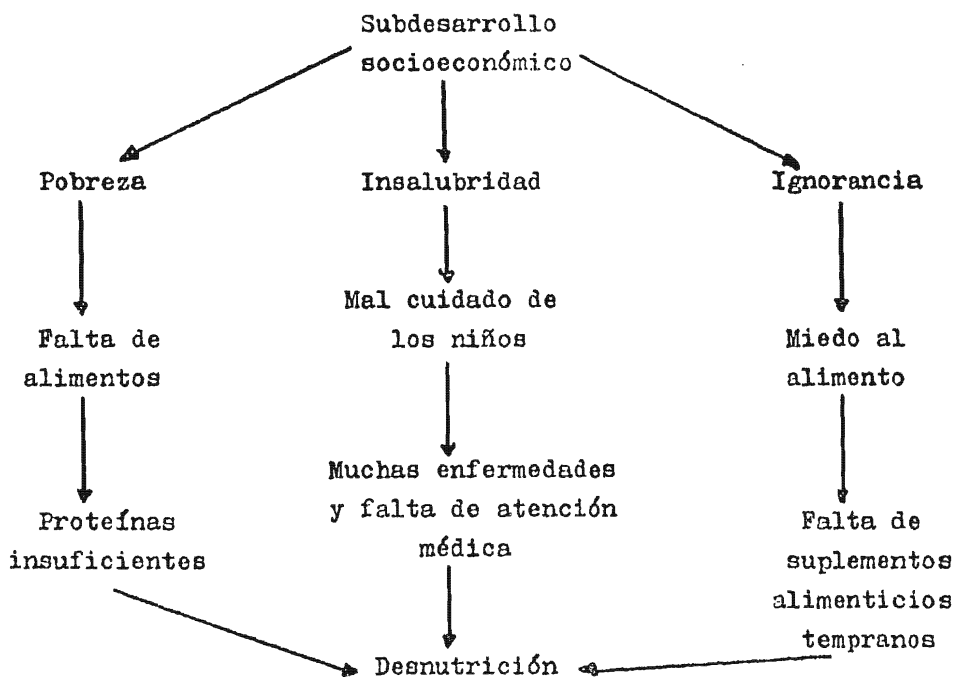 Subdesarrollo
socioeconómico
Pobreza
Insalubridad
Ignorancia
Falta de
alimentos
Mal cuidado de
los niños
Miedo al
alimento
Proteínas
insuficientes
Muchas enfermedades
y falta de atención
médica
Falta de
suplementos
alimenticios
tempranos
Desnutrición